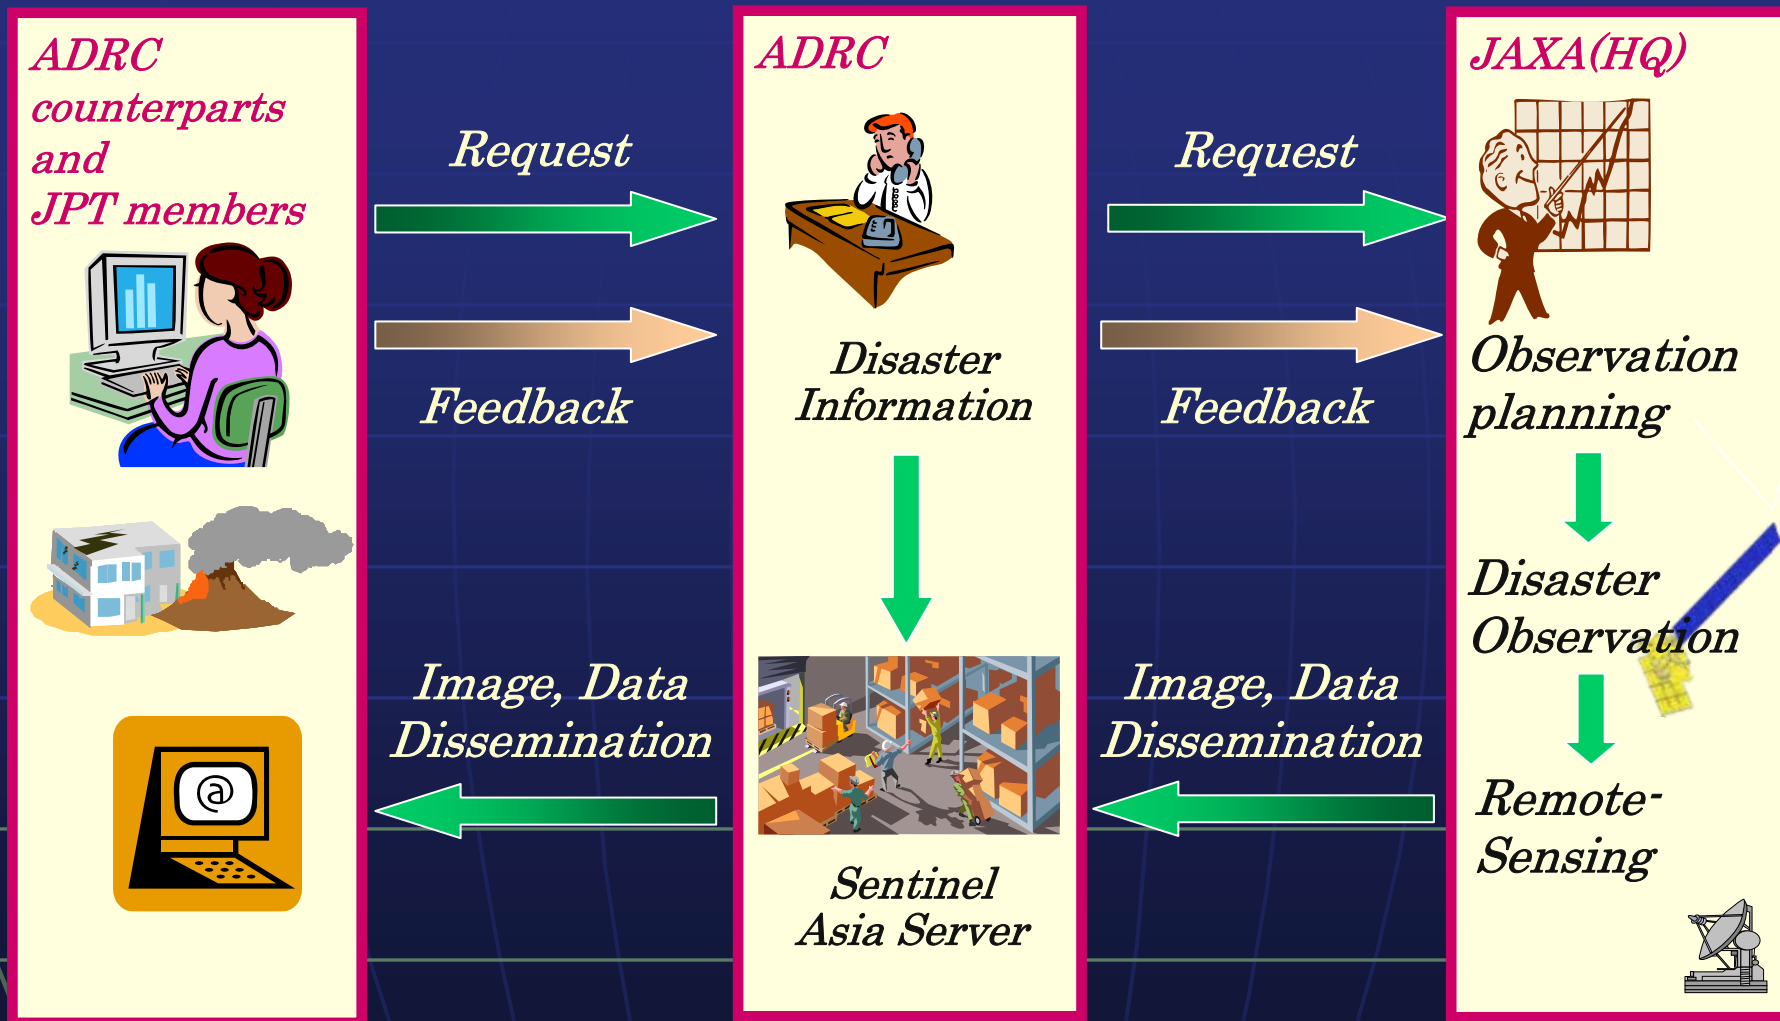 ADRC
counterparts
and
JPT members
Request
Feedback
Image, Data
Dissemination
@
ADRC
Disaster
Information
Sentinel
Asia Server
Request
Feedback
Image, Data
Dissemination
JAXA(HQ)
Observation
planning
Disaster
Observation
Remote-
Sensing